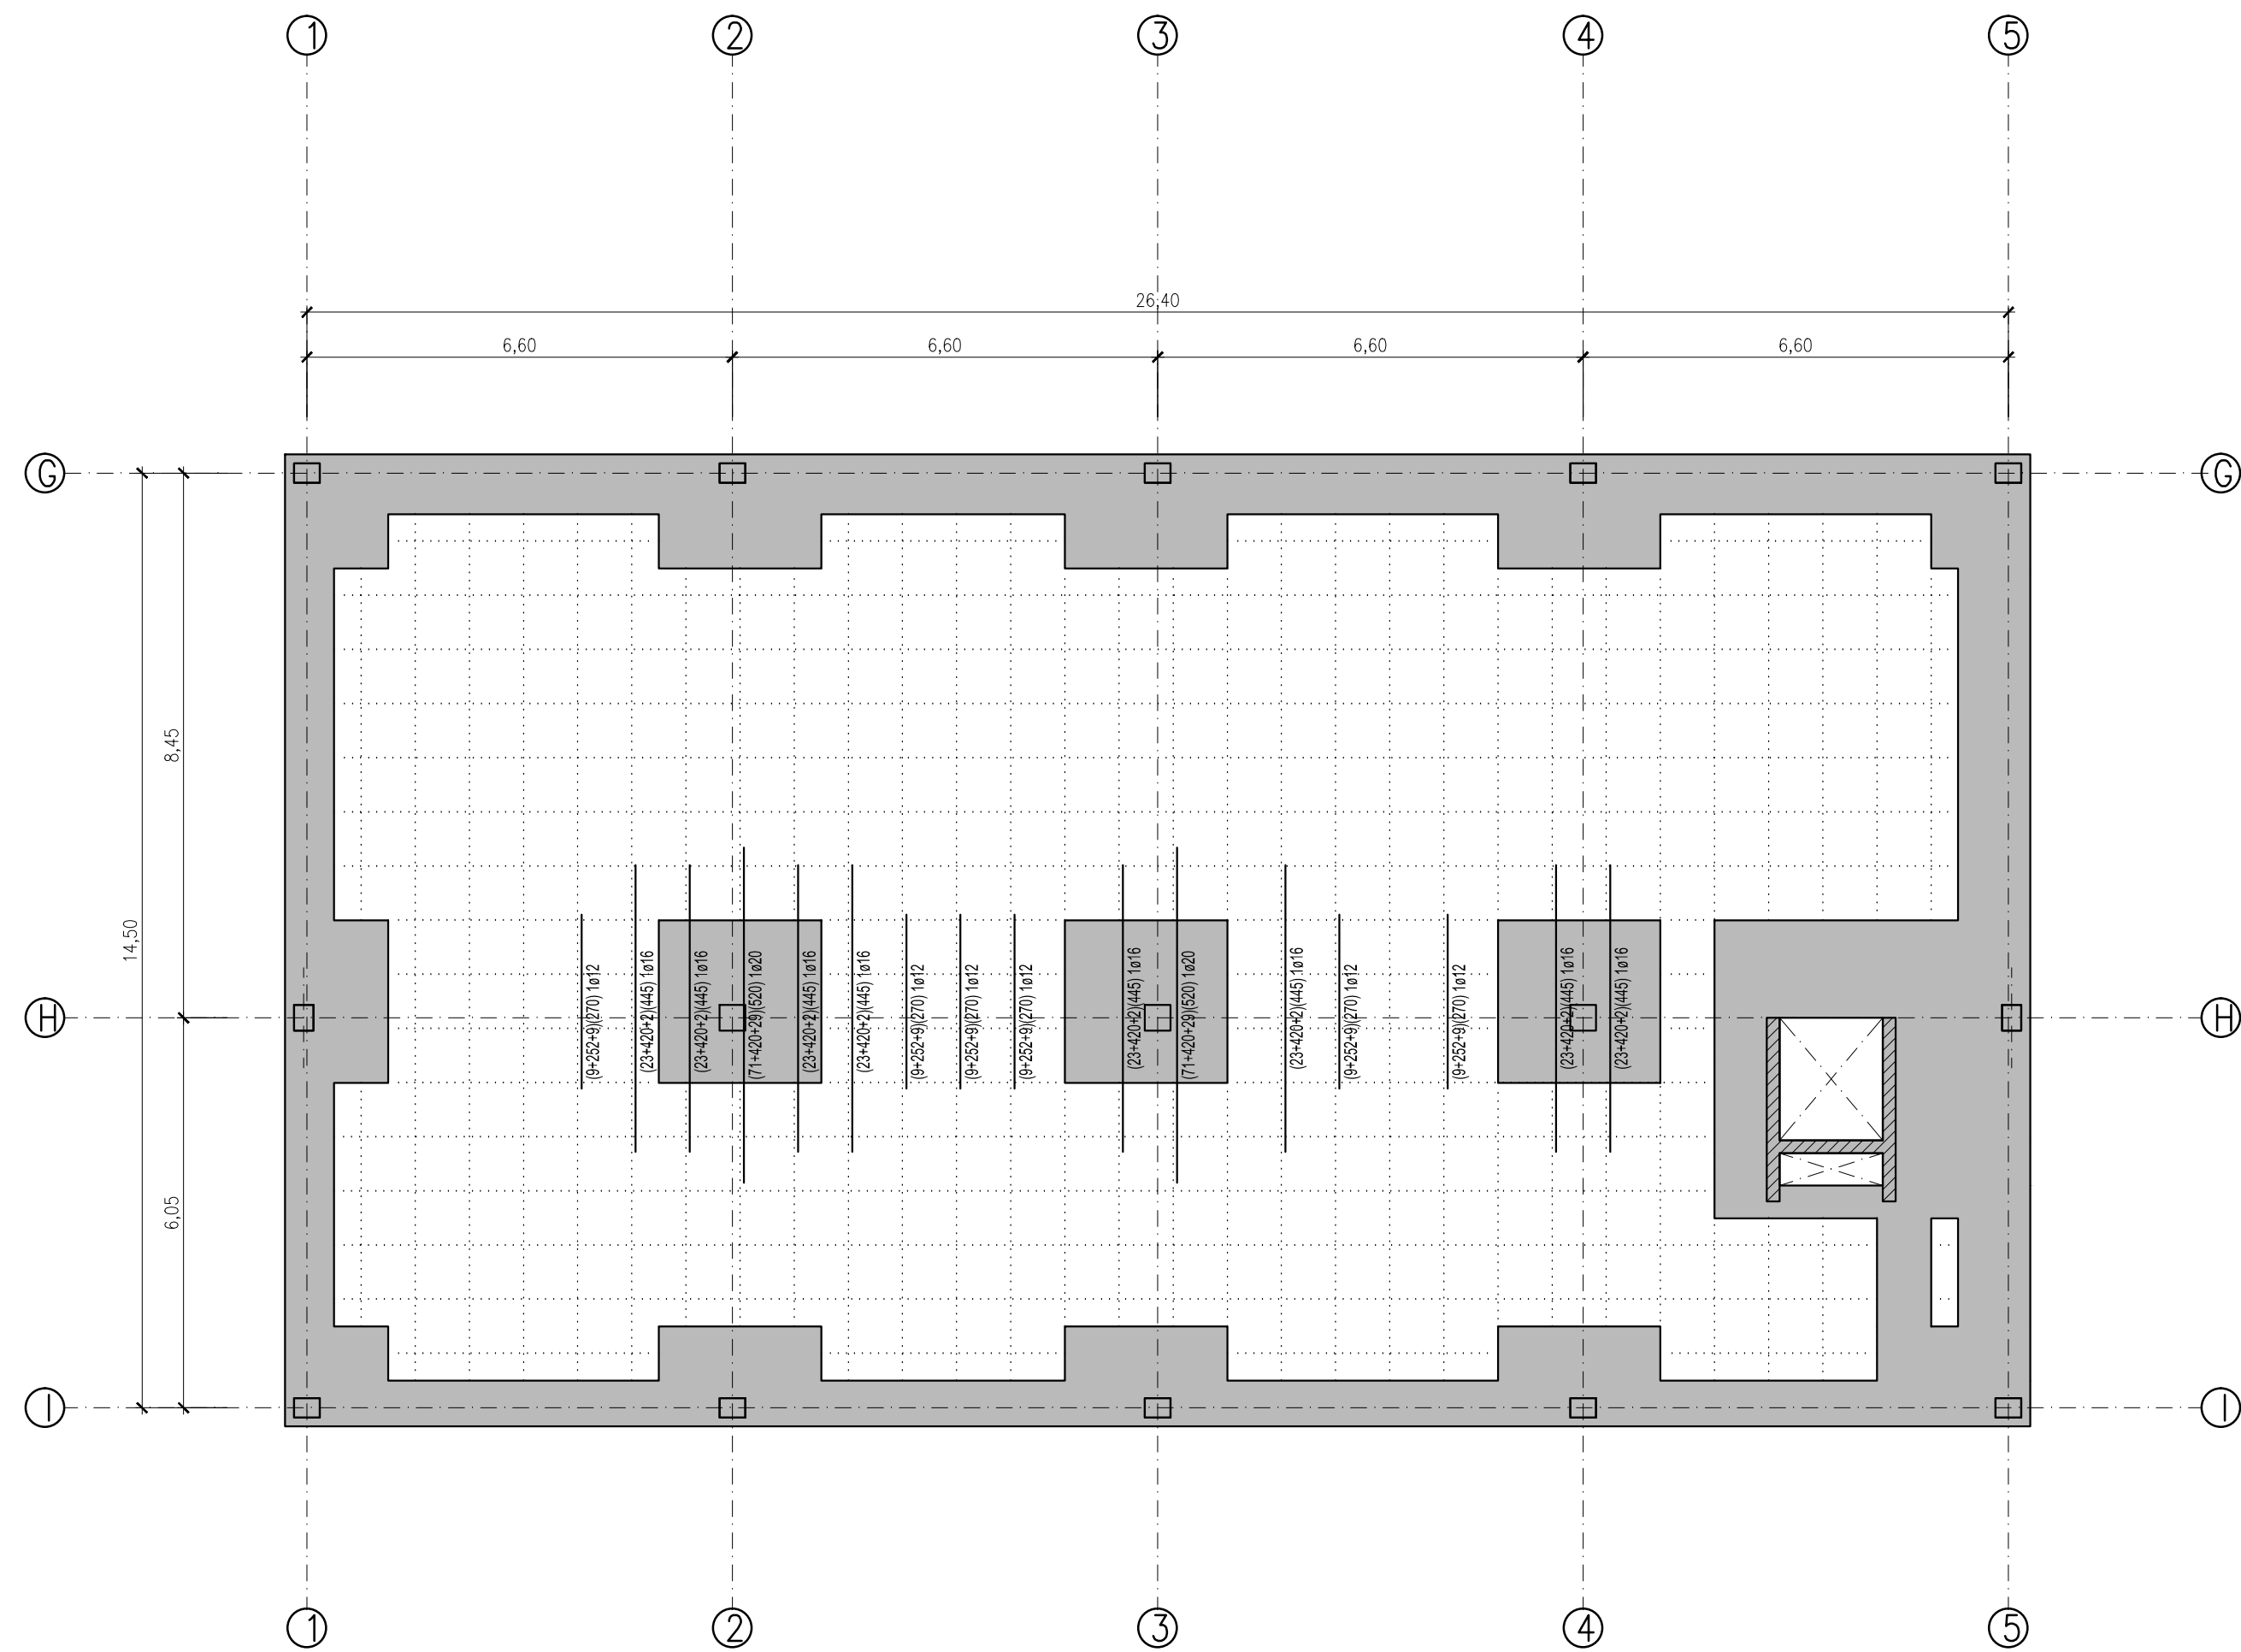 1
2
3
4
5
26,40
6,60
6,60
6,60
6,60
G
G
8,45
14,50
(9+252+9)(270) 1ø12
(23+420+2)(445) 1ø16
(23+420+2)(445) 1ø16
(71+420+29)(520) 1ø20
(23+420+2)(445) 1ø16
(23+420+2)(445) 1ø16
(9+252+9)(270) 1ø12
(9+252+9)(270) 1ø12
(9+252+9)(270) 1ø12
(23+420+2)(445) 1ø16
(71+420+29)(520) 1ø20
(23+420+2)(445) 1ø16
(9+252+9)(270) 1ø12
(9+252+9)(270) 1ø12
(23+420+2)(445) 1ø16
(23+420+2)(445) 1ø16
H
H
6,05
I
I
1
2
3
4
5